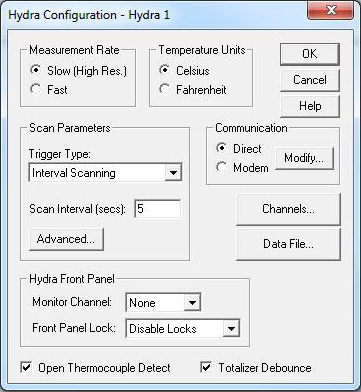 Hydra Configuration - Hydra 1
Measurement Rate
Slow (High Res.)
Fast
Temperature Units
Celsius
Fahrenheit
OK
Cancel
Help
Scan Parameters
Trigger Type:
Interval Scanning
Scan Interval (secs): 5
Advanced...
Communication
Direct
Modem
Modify...
Channels...
Data File...
Hydra Front Panel
Monitor Channel: None
Front Panel Lock: Disable Locks
Open Thermocouple Detect
Totalizer Debounce